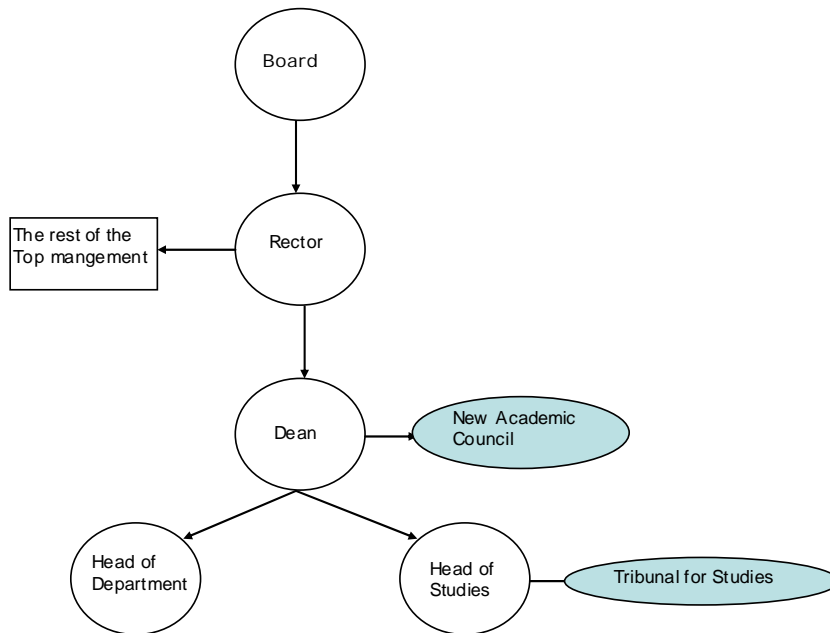 Board
The rest of the
Top mangement
Rector
Dean
New Academic
Council
Head of
Department
Head of
Studies
Tribunal for Studies